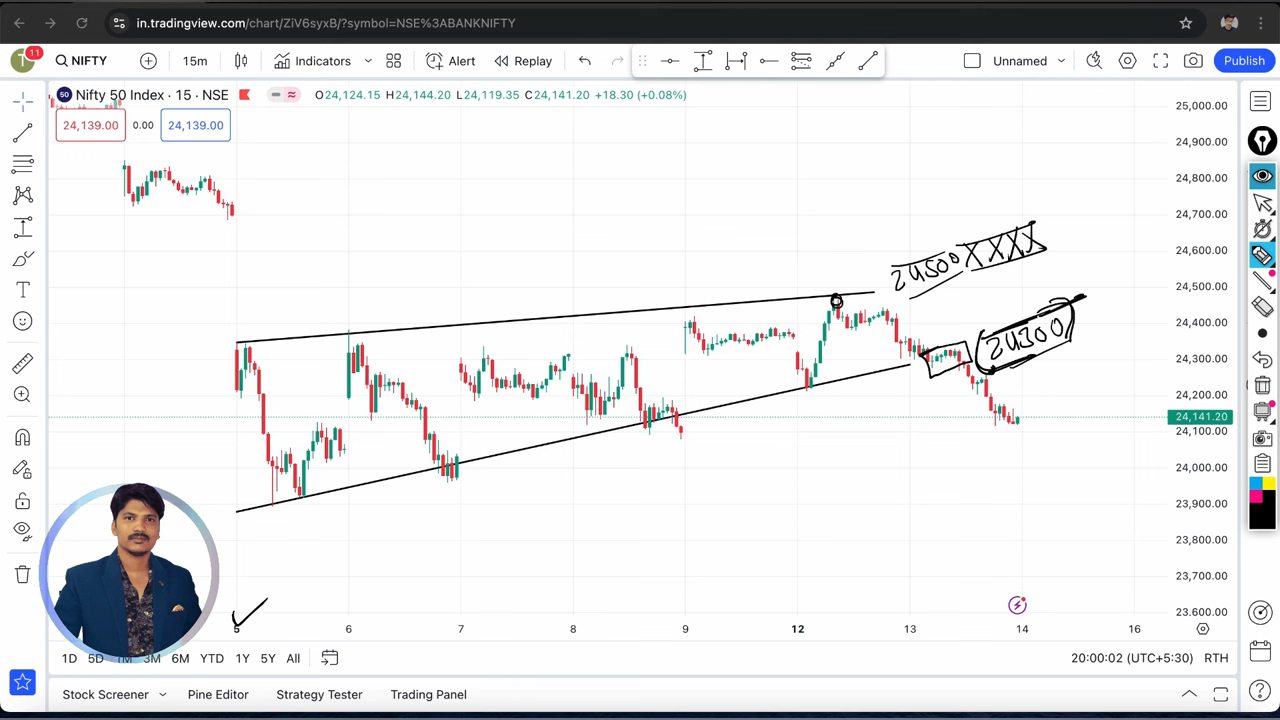 in.tradingview.com/chart/ZiV6syxB/?symbol=NSE%3ABANKNIFTY
T 11 NIFTY 15m Indicators Alert Replay Unnamed Publish
50 Nifty 50 Index · 15 · NSE O24,124.15 H24,144.20 L24,119.35 C24,141.20 +18.30 (+0.08%)
24,139.00 0.00 24,139.00
25,000.00
24,900.00
24,800.00
24,700.00
24,600.00
24,500.00
24,400.00
24,300.00
24,200.00
24,141.20
24,100.00
24,000.00
23,900.00
23,800.00
23,700.00
23,600.00
24500XXXX
24300
5 6 7 8 9 12 13 14 16
1D 5D 1M 3M 6M YTD 1Y 5Y All 20:00:02 (UTC+5:30) RTH
Stock Screener Pine Editor Strategy Tester Trading Panel